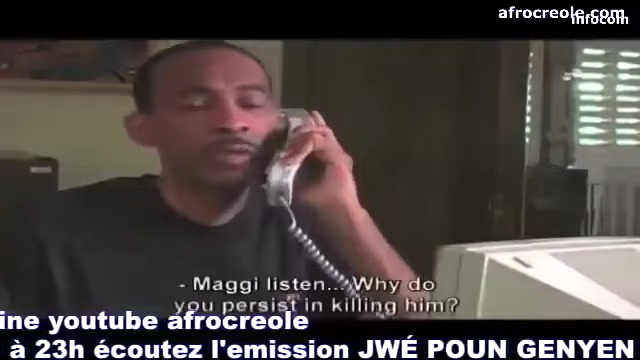 afrocreole.com
infocom
- Maggi listen... Why do
you persist in killing him?
ine youtube afrocreole
à 23h écoutez l'emission JWÉ POUN GENYEN